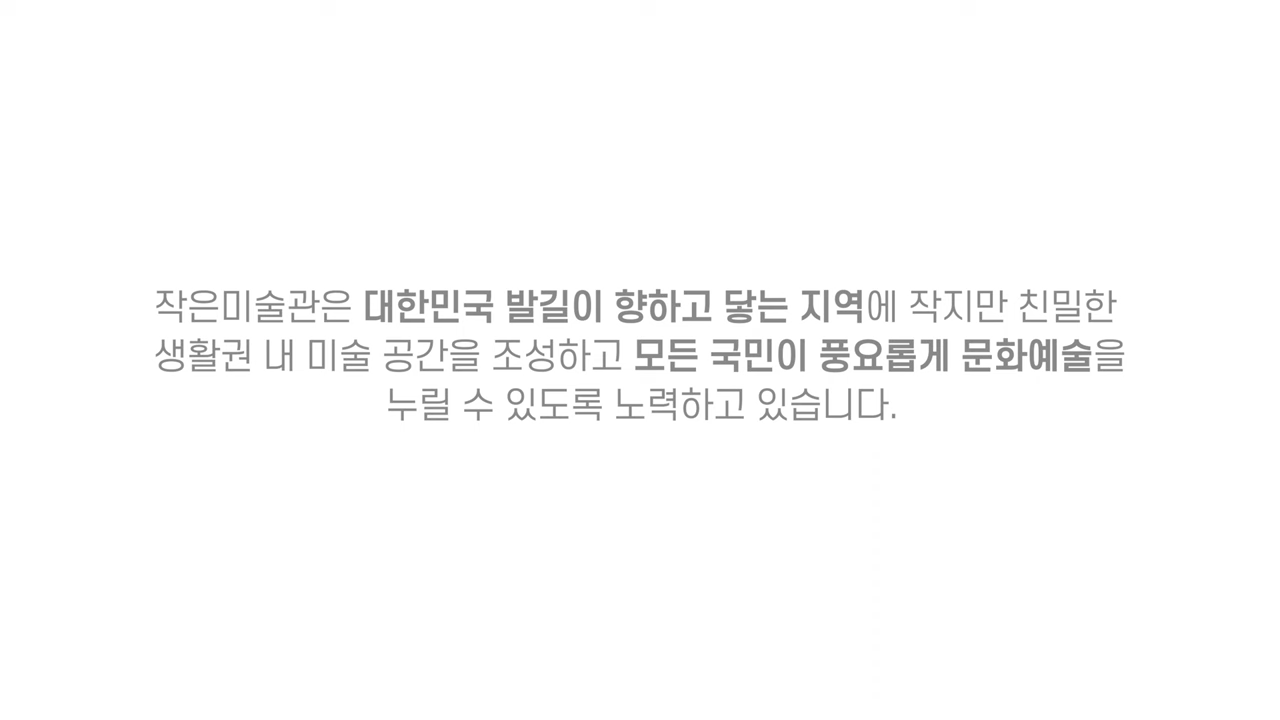 작은미술관은 대한민국 발길이 향하고 닿는 지역에 작지만 친밀한
생활권 내 미술 공간을 조성하고 모든 국민이 풍요롭게 문화예술을
누릴 수 있도록 노력하고 있습니다.